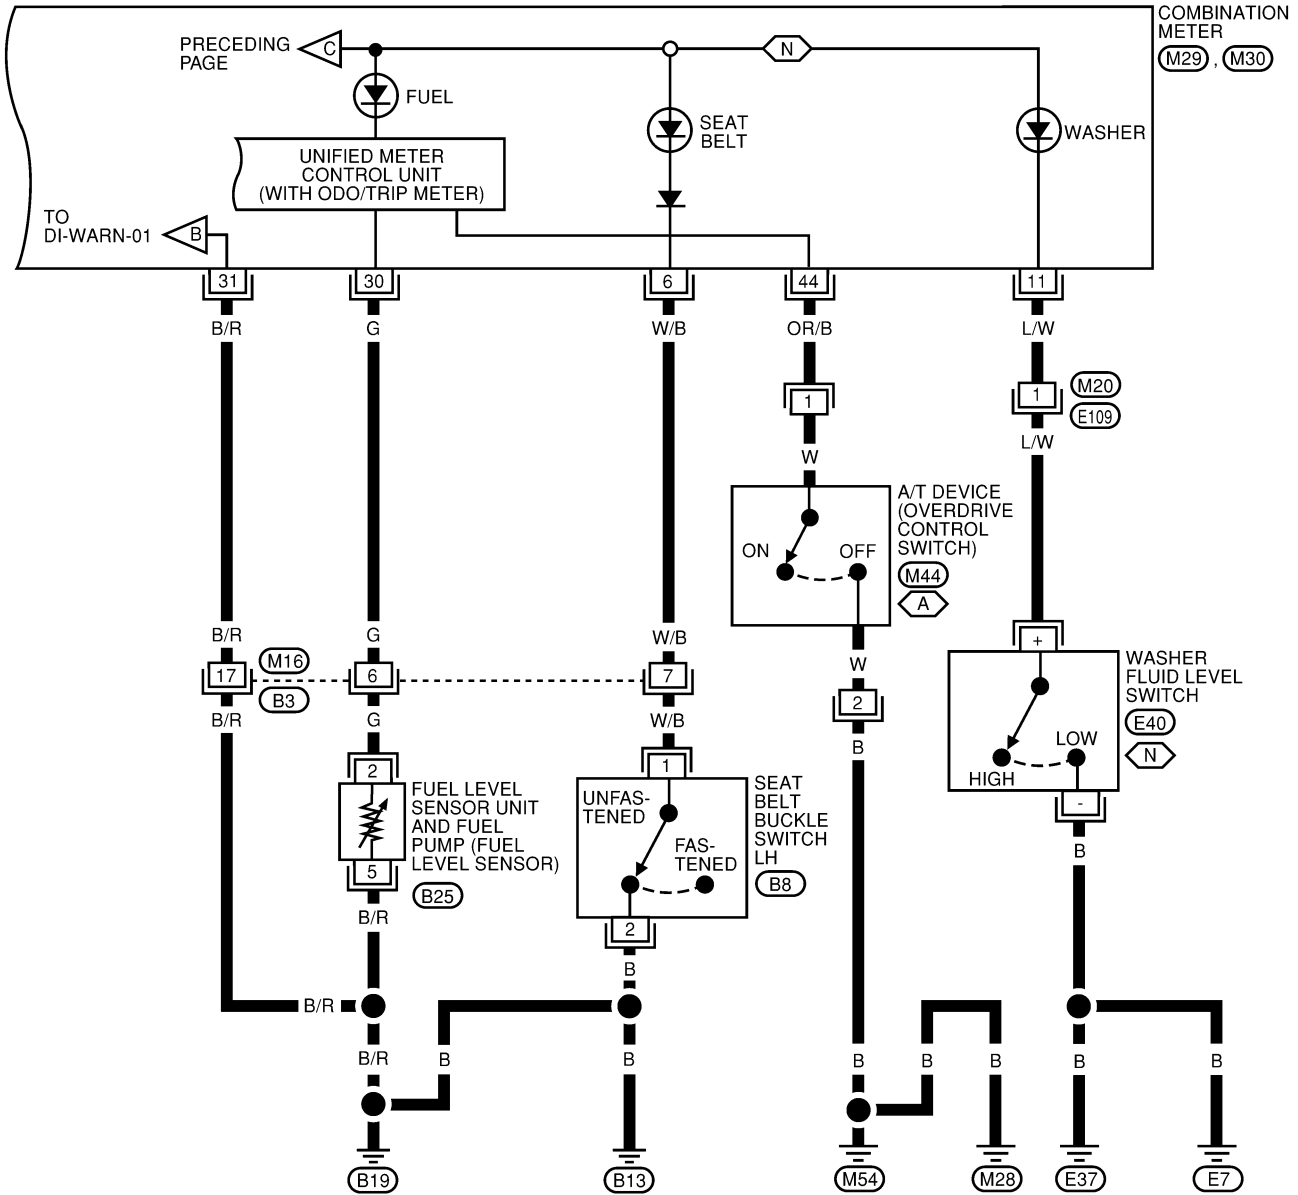 COMBINATION
METER
M29 , M30
PRECEDING
PAGE
C
N
FUEL
SEAT
BELT
WASHER
UNIFIED METER
CONTROL UNIT
(WITH ODO/TRIP METER)
TO
DI-WARN-01
B
31
30
6
44
11
B/R
G
W/B
OR/B
L/W
1
1
M20
E109
L/W
W
A/T DEVICE
(OVERDRIVE
CONTROL
SWITCH)
M44
A
ON
OFF
B/R
G
W/B
+
17
M16
B3
6
7
W
2
WASHER
FLUID LEVEL
SWITCH
E40
N
B/R
G
W/B
B
LOW
HIGH
2
1
-
FUEL LEVEL
SENSOR UNIT
AND FUEL
PUMP (FUEL
LEVEL SENSOR)
B25
UNFAS-
TENED
FAS-
TENED
SEAT
BELT
BUCKLE
SWITCH
LH
B8
B
5
B/R
2
B
B/R
B/R
B
B
B
B
B
B
B
B19
B13
M54
M28
E37
E7